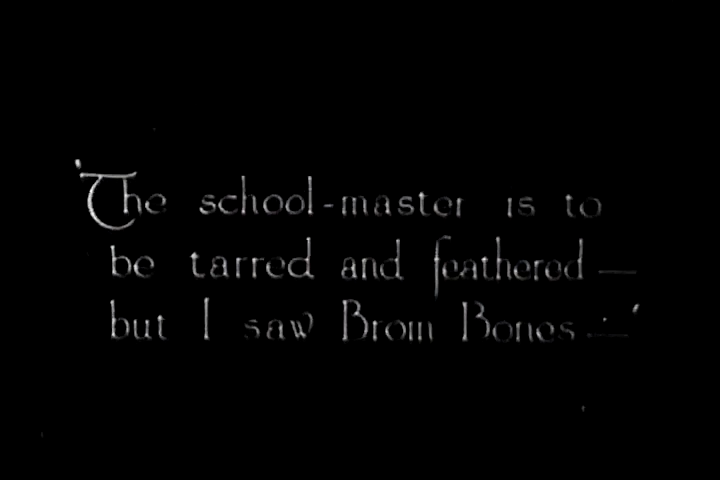 'The school-master is to
be tarred and feathered —
but I saw Brom Bones —'